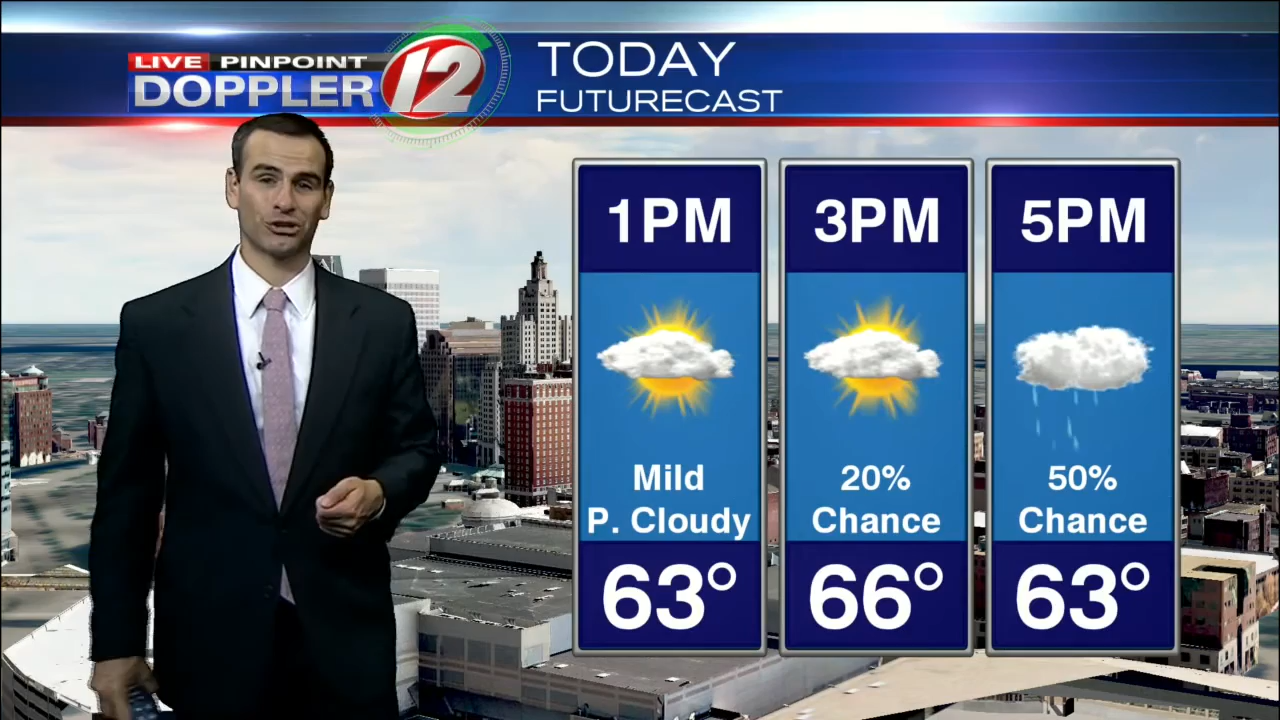 LIVE PINPOINT
DOPPLER 12
TODAY
FUTURECAST
1PM
Mild
P. Cloudy
63°
3PM
20%
Chance
66°
5PM
50%
Chance
63°